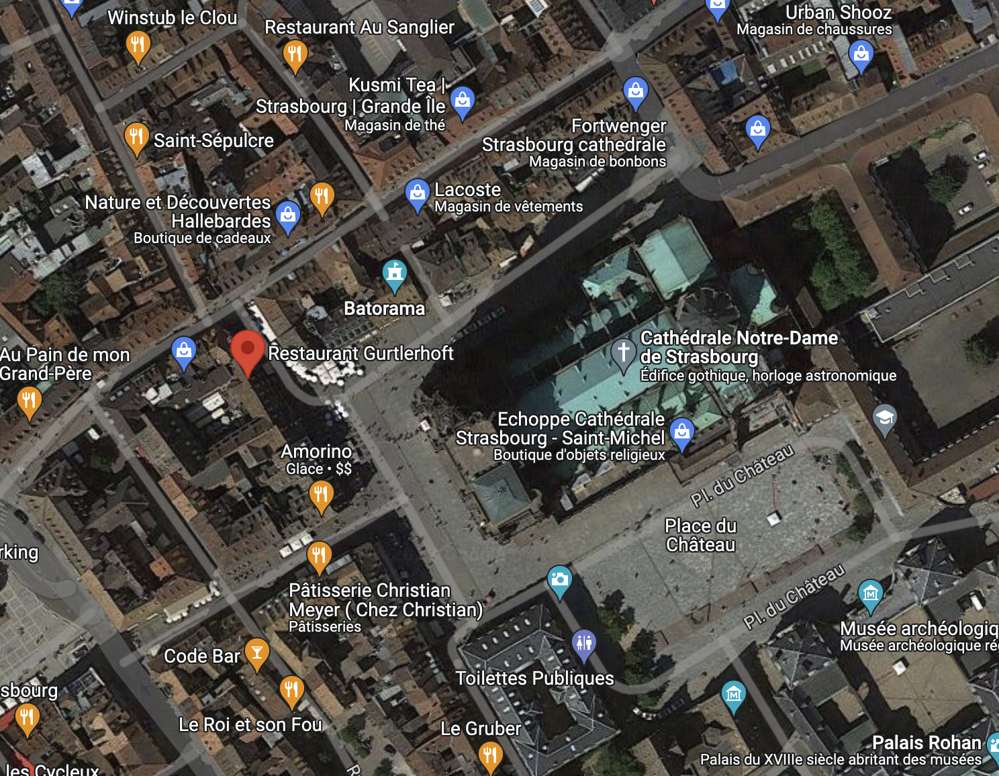 Winstub le Clou
Restaurant Au Sanglier
Urban Shooz
Magasin de chaussures
Kusmi Tea |
Strasbourg | Grande Île
Magasin de thé
Fortwenger
Strasbourg cathedrale
Magasin de bonbons
Saint-Sépulcre
Nature et Découvertes
Hallebardes
Boutique de cadeaux
Lacoste
Magasin de vêtements
Batorama
Au Pain de mon
Grand-Père
Restaurant Gurtlerhoft
Cathédrale Notre-Dame
de Strasbourg
Édifice gothique, horloge astronomique
Echoppe Cathédrale
Strasbourg - Saint-Michel
Boutique d'objets religieux
Amorino
Glace • $$
Pl. du Château
Place du
Château
rking
Pâtisserie Christian
Meyer ( Chez Christian)
Pâtisseries
Pl. du Château
Musée archéologiq
Musée archéologique ré
Code Bar
Toilettes Publiques
sbourg
Le Roi et son Fou
Le Gruber
Palais Rohan
Palais du XVIIIe siècle abritant des musées
les Cycleux
R